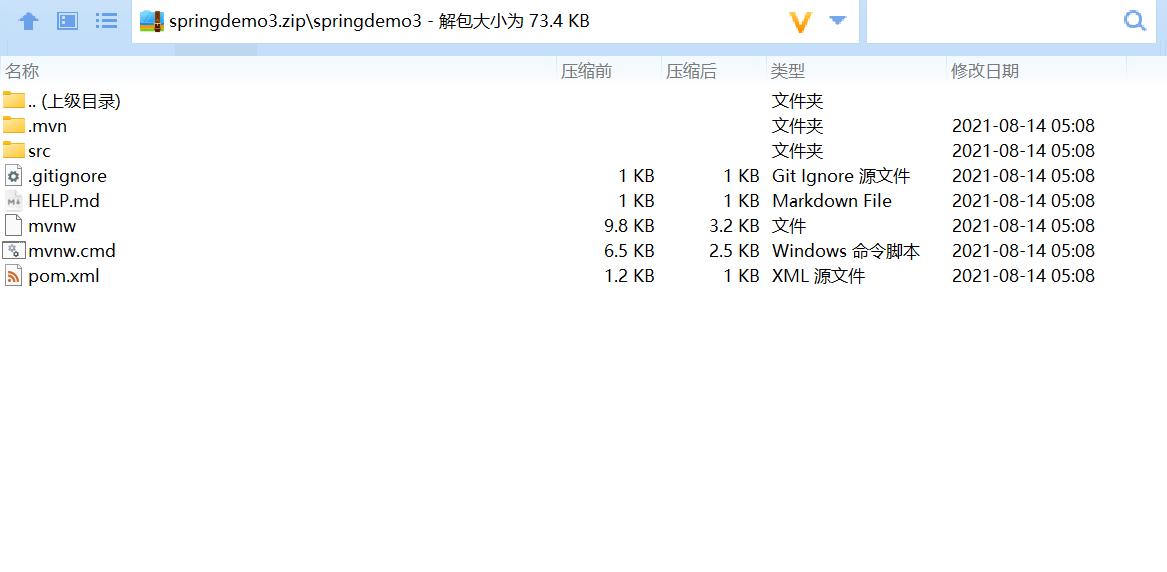 springdemo3.zip\springdemo3 - 解包大小为 73.4 KB
名称 压缩前 压缩后 类型 修改日期
.. (上级目录) 文件夹
.mvn 文件夹 2021-08-14 05:08
src 文件夹 2021-08-14 05:08
.gitignore 1 KB 1 KB Git Ignore 源文件 2021-08-14 05:08
HELP.md 1 KB 1 KB Markdown File 2021-08-14 05:08
mvnw 9.8 KB 3.2 KB 文件 2021-08-14 05:08
mvnw.cmd 6.5 KB 2.5 KB Windows 命令脚本 2021-08-14 05:08
pom.xml 1.2 KB 1 KB XML 源文件 2021-08-14 05:08